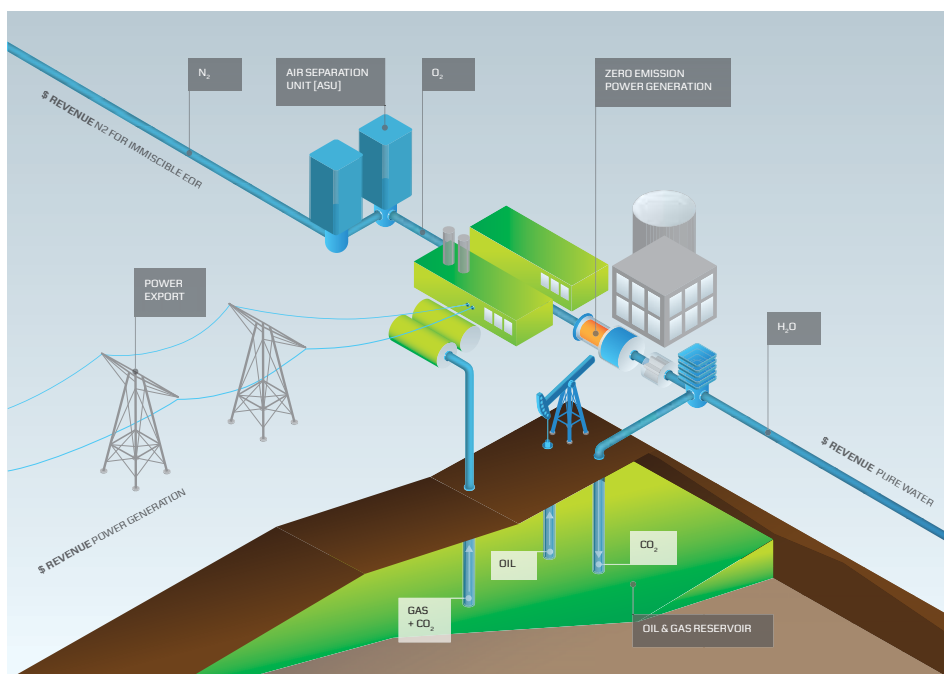 N₂
AIR SEPARATION
UNIT [ASU]
O₂
ZERO EMISSION
POWER GENERATION
$ REVENUE N2 FOR IMMISCIBLE EOR
POWER
EXPORT
H₂O
$ REVENUE PURE WATER
$ REVENUE POWER GENERATION
OIL
CO₂
GAS
+ CO₂
OIL & GAS RESERVOIR